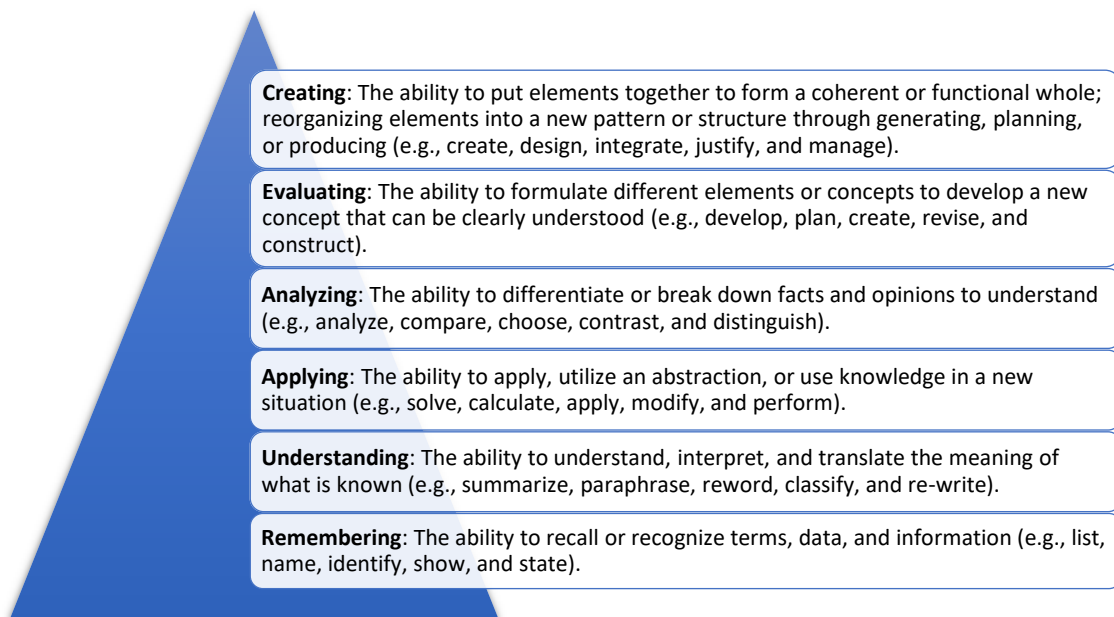 Creating: The ability to put elements together to form a coherent or functional whole;
reorganizing elements into a new pattern or structure through generating, planning,
or producing (e.g., create, design, integrate, justify, and manage).
Evaluating: The ability to formulate different elements or concepts to develop a new
concept that can be clearly understood (e.g., develop, plan, create, revise, and
construct).
Analyzing: The ability to differentiate or break down facts and opinions to understand
(e.g., analyze, compare, choose, contrast, and distinguish).
Applying: The ability to apply, utilize an abstraction, or use knowledge in a new
situation (e.g., solve, calculate, apply, modify, and perform).
Understanding: The ability to understand, interpret, and translate the meaning of
what is known (e.g., summarize, paraphrase, reword, classify, and re-write).
Remembering: The ability to recall or recognize terms, data, and information (e.g., list,
name, identify, show, and state).